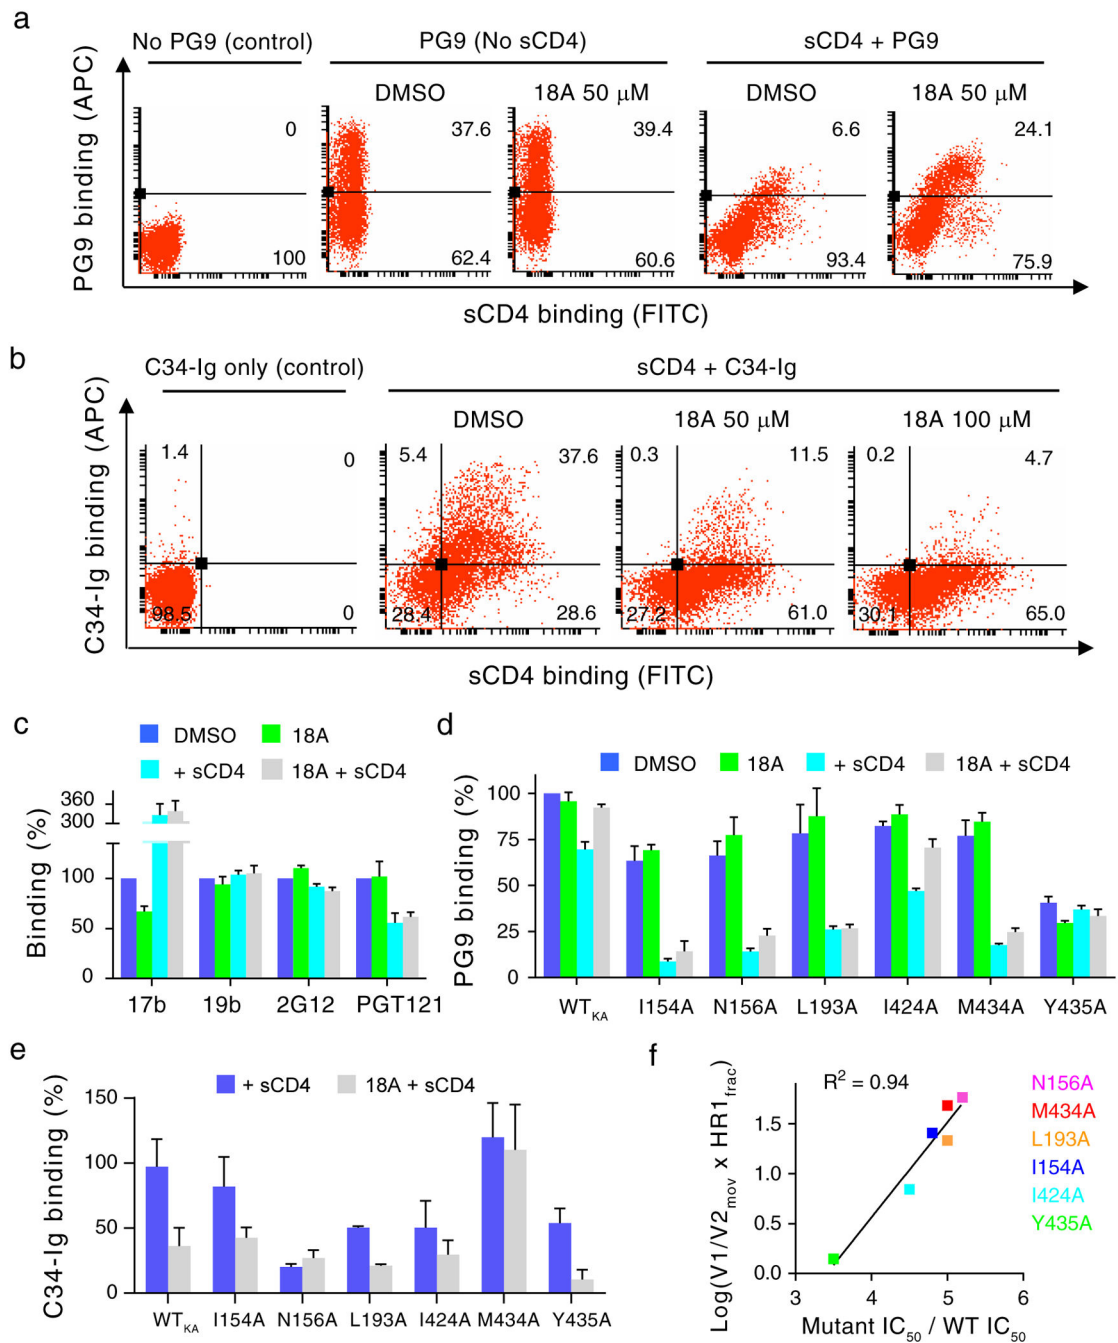 a
No PG9 (control)
PG9 (No sCD4)
sCD4 + PG9
DMSO
18A 50 μM
DMSO
18A 50 μM
PG9 binding (APC)
0
37.6
39.4
6.6
24.1
100
62.4
60.6
93.4
75.9
sCD4 binding (FITC)
b
C34-Ig only (control)
sCD4 + C34-Ig
DMSO
18A 50 μM
18A 100 μM
C34-Ig binding (APC)
1.4
0
5.4
37.6
0.3
11.5
0.2
4.7
98.5
0
28.4
28.6
27.2
61.0
30.1
65.0
sCD4 binding (FITC)
c
DMSO
18A
+ sCD4
18A + sCD4
Binding (%)
360
300
100
50
0
17b
19b
2G12
PGT121
d
DMSO
18A
+ sCD4
18A + sCD4
PG9 binding (%)
100
75
50
25
0
WT_KA
I154A
N156A
L193A
I424A
M434A
Y435A
e
+ sCD4
18A + sCD4
C34-Ig binding (%)
150
100
50
0
WT_KA
I154A
N156A
L193A
I424A
M434A
Y435A
f
R² = 0.94
Log(V1/V2_mov x HR1_frac)
1.5
1.0
0.5
0.0
3
4
5
6
Mutant IC₅₀ / WT IC₅₀
N156A
M434A
L193A
I154A
I424A
Y435A